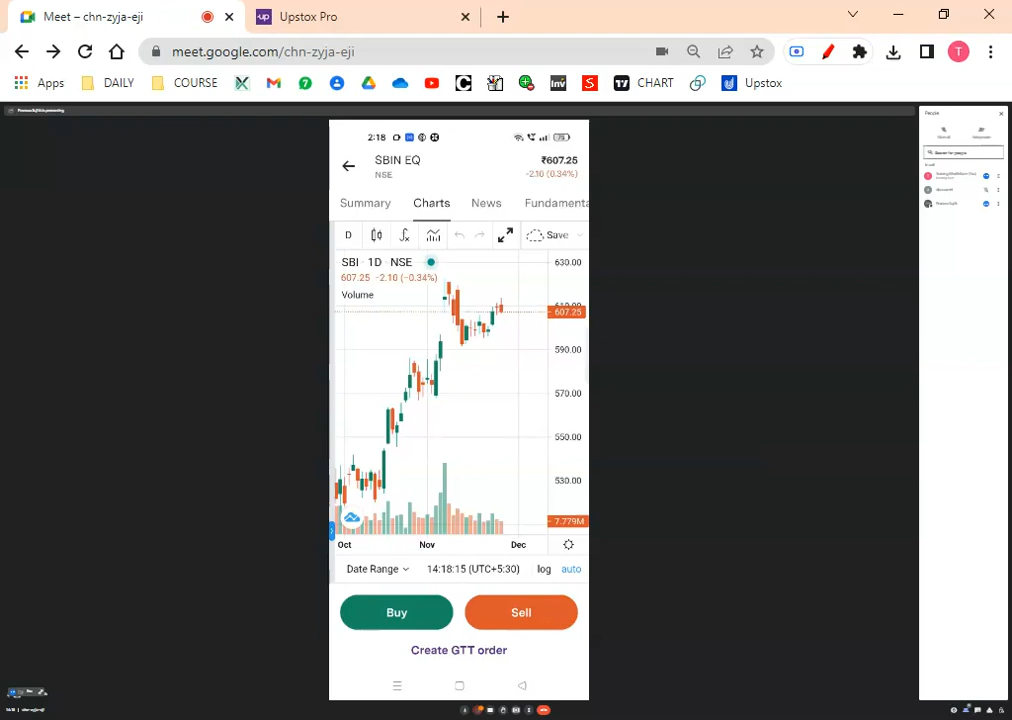 Meet – chn-zyja-eji
Upstox Pro
meet.google.com/chn-zyja-eji
T
Apps
DAILY
COURSE
CHART
Upstox
People
2:18
SBIN EQ
₹607.25
NSE
-2.10 (0.34%)
Summary
Charts
News
Fundamenta
D
Save
SBI · 1D · NSE
607.25 −2.10 (−0.34%)
Volume
630.00
610.00
607.25
590.00
570.00
550.00
530.00
7.779M
Oct
Nov
Dec
Date Range
14:18:15 (UTC+5:30)
log
auto
Buy
Sell
Create GTT order